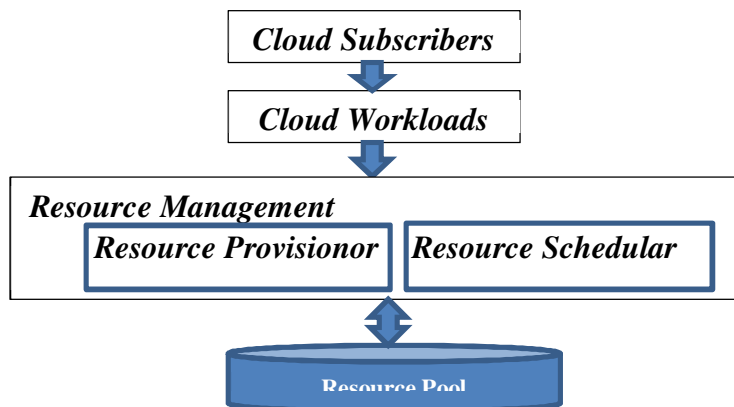 Cloud Subscribers
Cloud Workloads
Resource Management
Resource Provisionor
Resource Schedular
Resource Pool